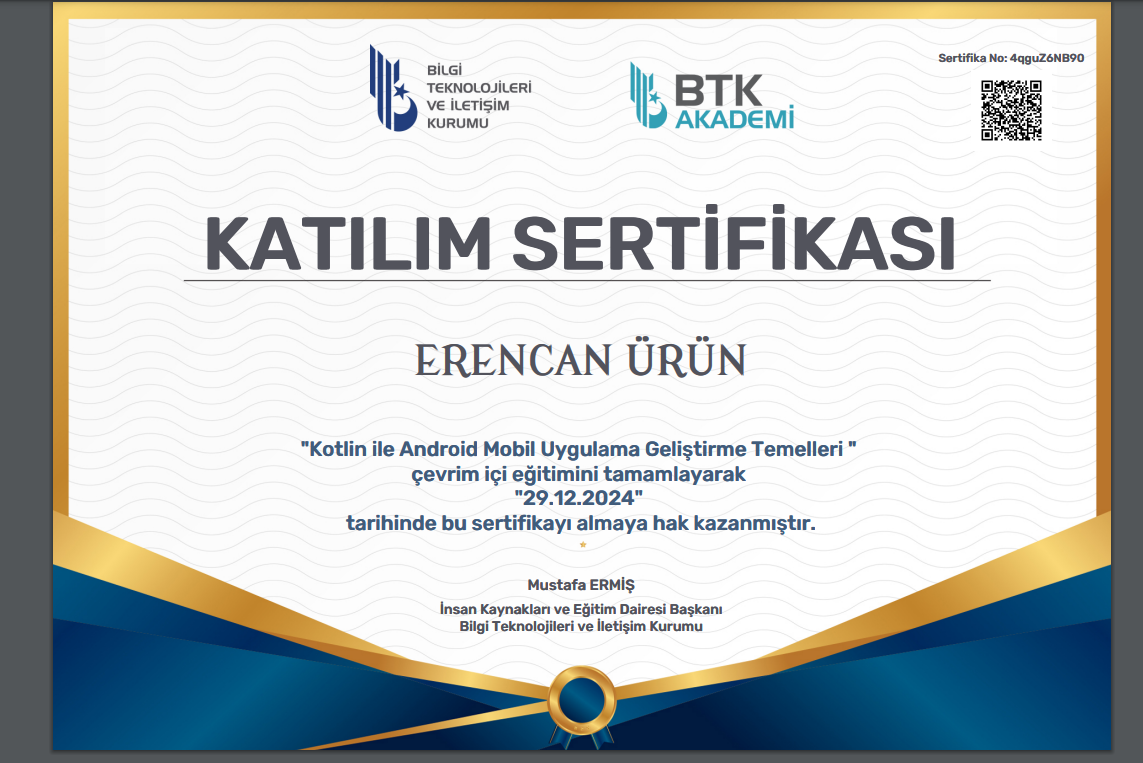 BİLGİ
TEKNOLOJİLERİ
VE İLETİŞİM
KURUMU
BTK
AKADEMİ
Sertifika No: 4qguZ6NB90
KATILIM SERTİFİKASI
ERENCAN ÜRÜN
"Kotlin ile Android Mobil Uygulama Geliştirme Temelleri "
çevrim içi eğitimini tamamlayarak
"29.12.2024"
tarihinde bu sertifikayı almaya hak kazanmıştır.
Mustafa ERMİŞ
İnsan Kaynakları ve Eğitim Dairesi Başkanı
Bilgi Teknolojileri ve İletişim Kurumu